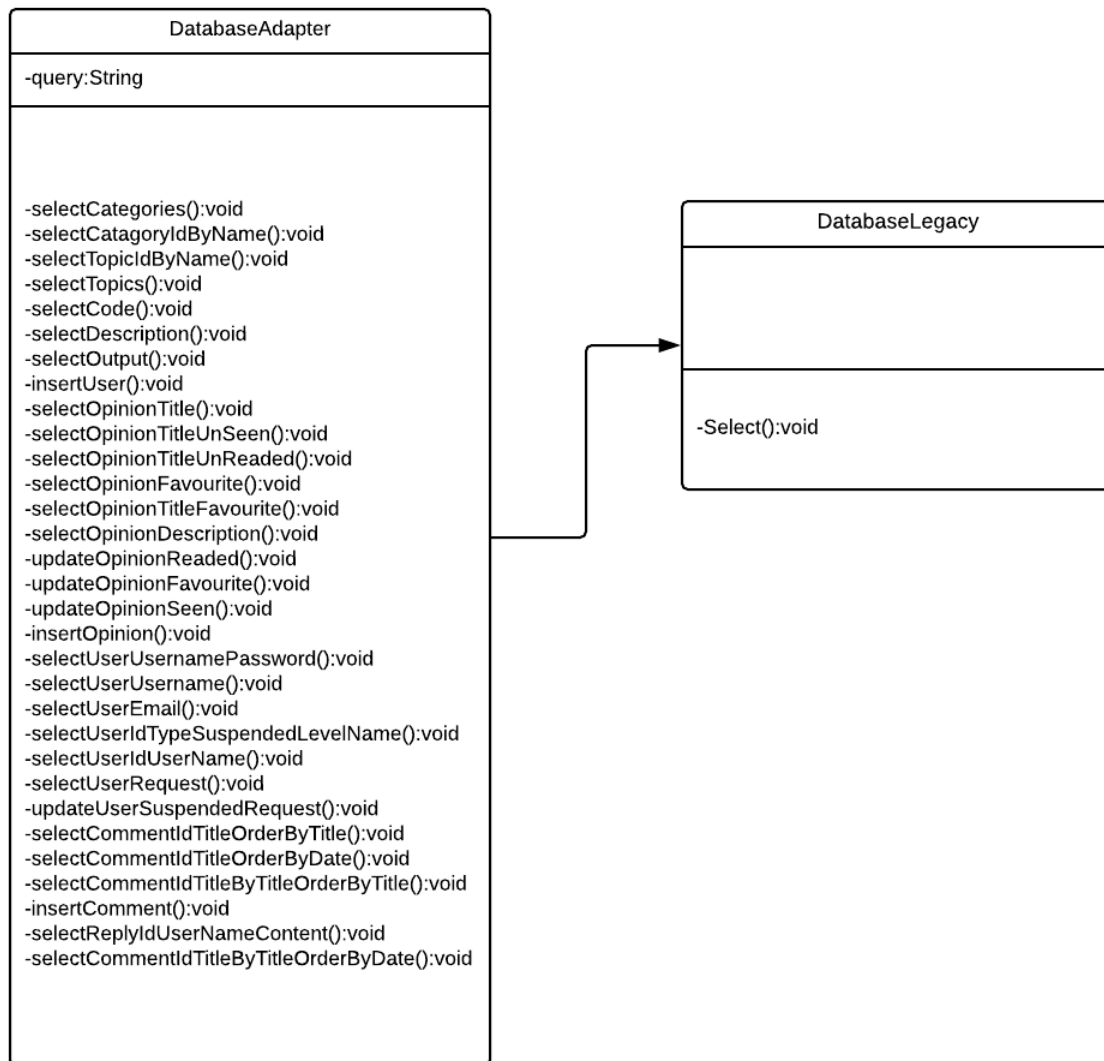 DatabaseAdapter
-query:String
-selectCategories():void
-selectCatagoryIdByName():void
-selectTopicIdByName():void
-selectTopics():void
-selectCode():void
-selectDescription():void
-selectOutput():void
-insertUser():void
-selectOpinionTitle():void
-selectOpinionTitleUnSeen():void
-selectOpinionTitleUnReaded():void
-selectOpinionFavourite():void
-selectOpinionTitleFavourite():void
-selectOpinionDescription():void
-updateOpinionReaded():void
-updateOpinionFavourite():void
-updateOpinionSeen():void
-insertOpinion():void
-selectUserUsernamePassword():void
-selectUserUsername():void
-selectUserEmail():void
-selectUserIdTypeSuspendedLevelName():void
-selectUserIdUserName():void
-selectUserRequest():void
-updateUserSuspendedRequest():void
-selectCommentIdTitleOrderByTitle():void
-selectCommentIdTitleOrderByDate():void
-selectCommentIdTitleByTitleOrderByTitle():void
-insertComment():void
-selectReplyIdUserNameContent():void
-selectCommentIdTitleByTitleOrderByDate():void
DatabaseLegacy
-Select():void